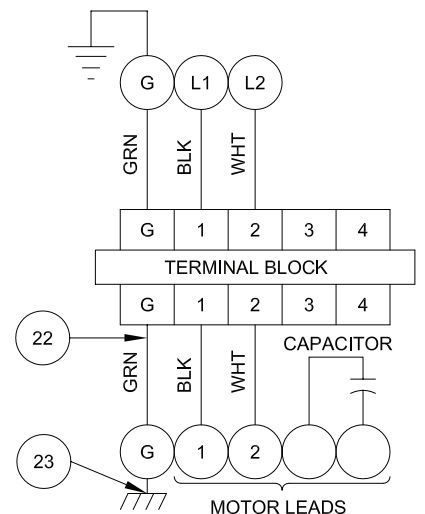 G L1 L2
GRN BLK WHT
G 1 2 3 4
TERMINAL BLOCK
G 1 2 3 4
22
CAPACITOR
GRN BLK WHT
23
G 1 2
MOTOR LEADS